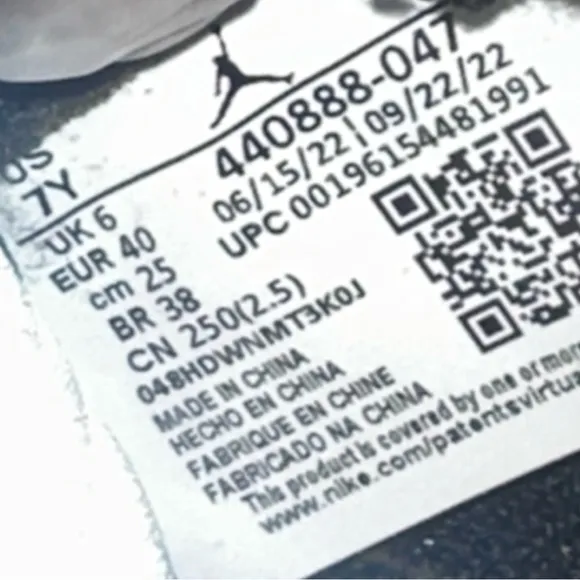 440888-047
06/15/22 | 09/22/22
UPC 00196154481991
US
7Y
UK 6
EUR 40
cm 25
BR 38
CN 250(2.5)
048HDWNMT3K0J
MADE IN CHINA
HECHO EN CHINA
FABRIQUE EN CHINE
FABRICADO NA CHINA
This product is covered by one or more
www.nike.com/patentsvirtua